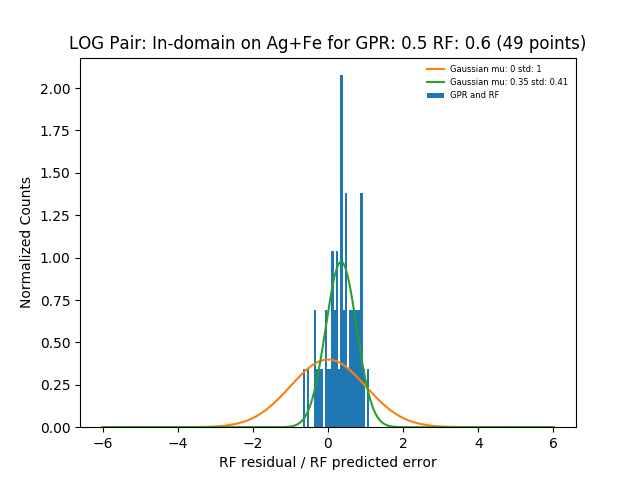 LOG Pair: In-domain on Ag+Fe for GPR: 0.5 RF: 0.6 (49 points)
Gaussian mu: 0 std: 1
Gaussian mu: 0.35 std: 0.41
GPR and RF
Normalized Counts
2.00
1.75
1.50
1.25
1.00
0.75
0.50
0.25
0.00
−6 −4 −2 0 2 4 6
RF residual / RF predicted error